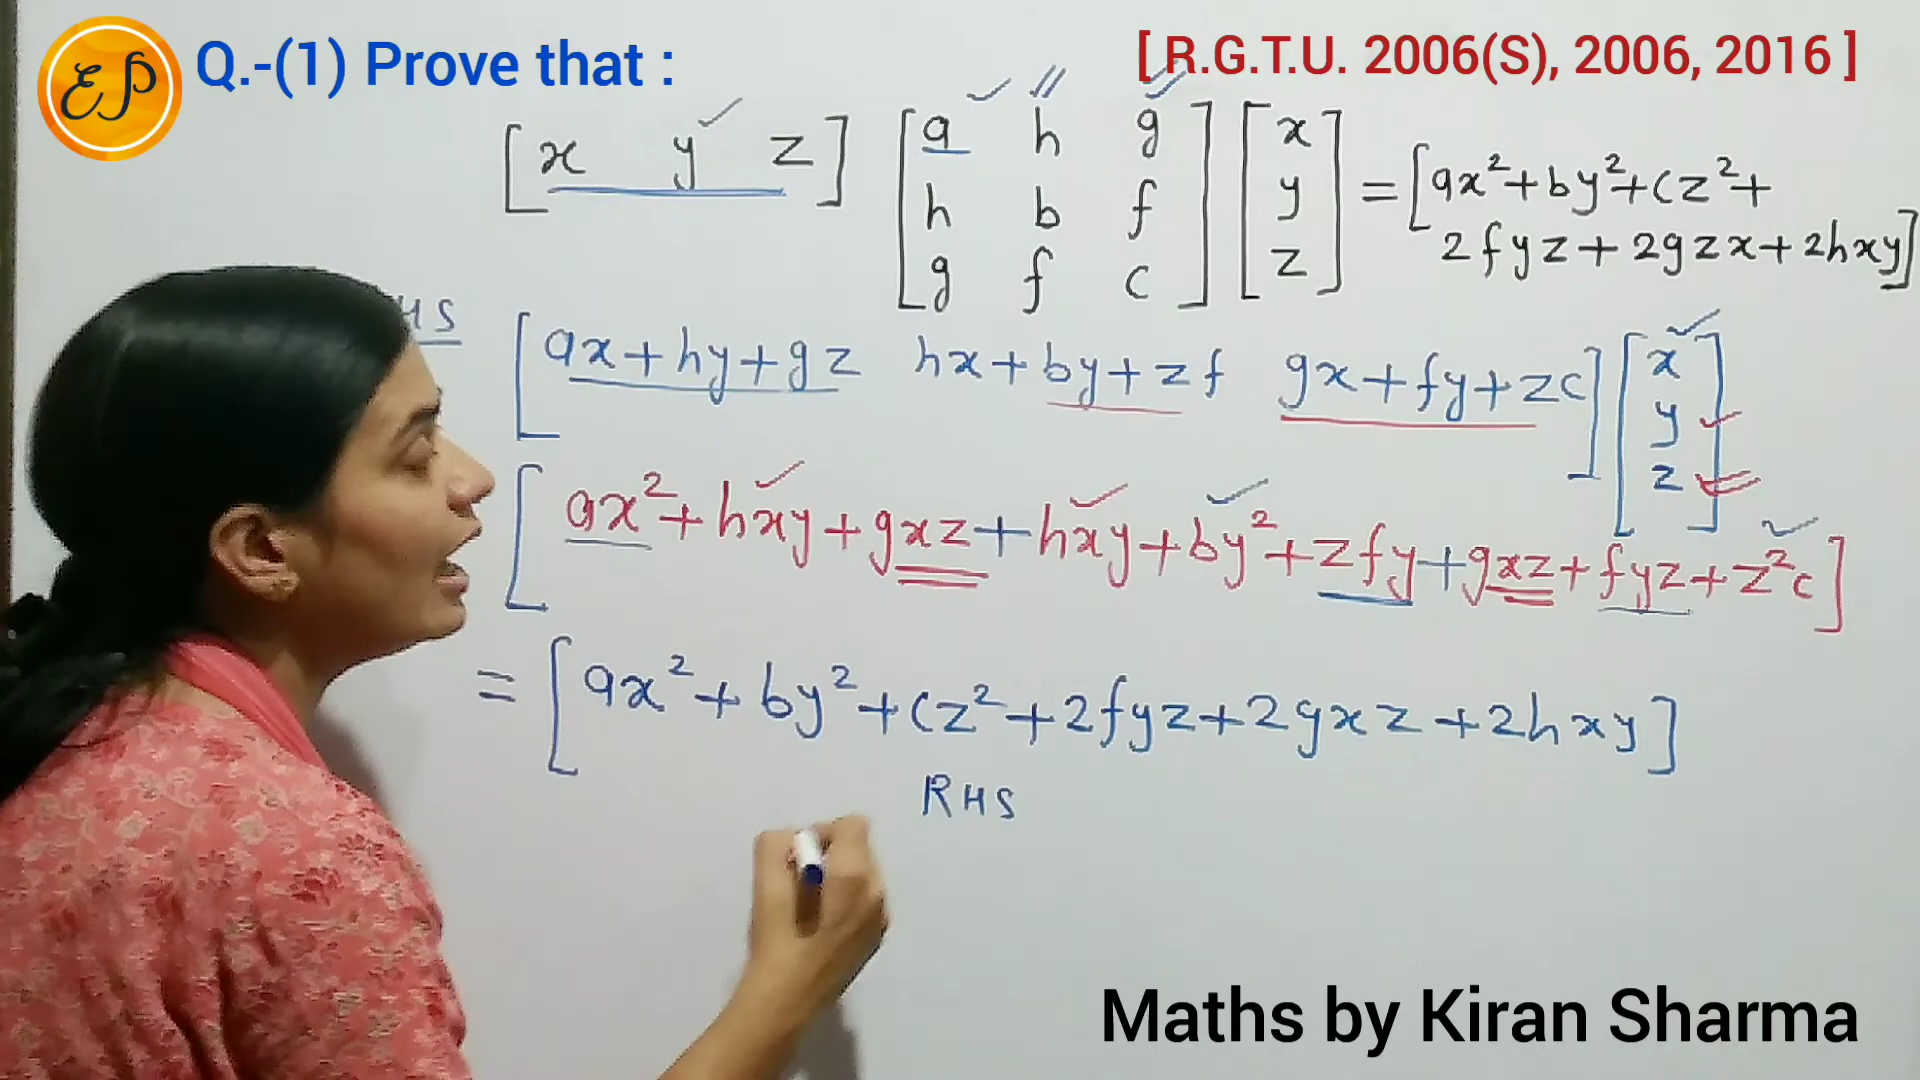 EP
Q.-(1) Prove that :
[ R.G.T.U. 2006(S), 2006, 2016 ]
[x y z] [a h g] [x] = [ax²+by²+cz²+
h b f y 2fyz+2gzx+2hxy]
g f c z
HS
[ax+hy+gz hx+by+zf gx+fy+zc] [x
y
z]
[ax²+hxy+gxz+hxy+by²+zfy+gxz+fyz+z²c]
= [ax²+by²+cz²+2fyz+2gxz+2hxy]
RHS
Maths by Kiran Sharma